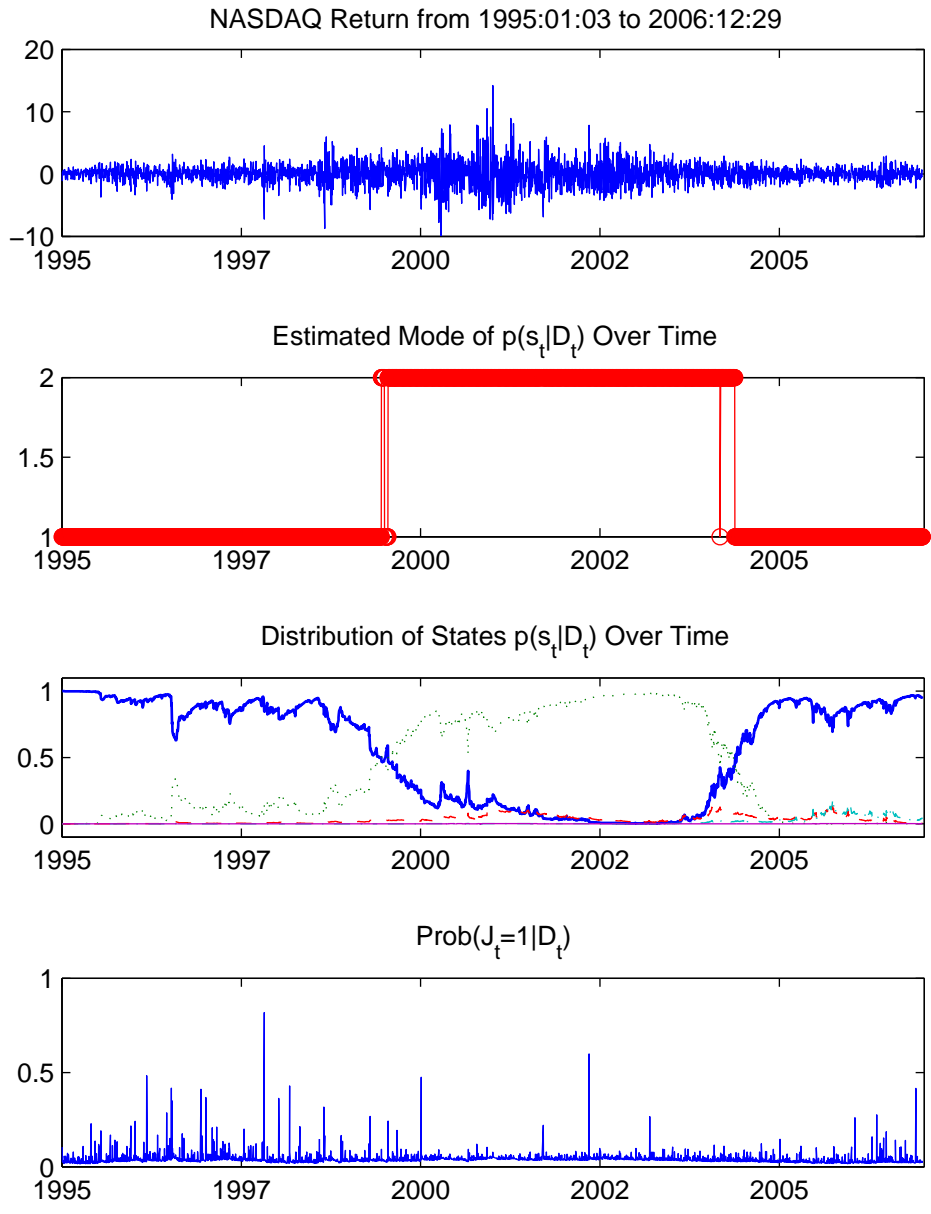 NASDAQ Return from 1995:01:03 to 2006:12:29
20
10
0
−10
1995 1997 2000 2002 2005
Estimated Mode of p(s_t|D_t) Over Time
2
1.5
1
1995 1997 2000 2002 2005
Distribution of States p(s_t|D_t) Over Time
1
0.5
0
1995 1997 2000 2002 2005
Prob(J_t=1|D_t)
1
0.5
0
1995 1997 2000 2002 2005